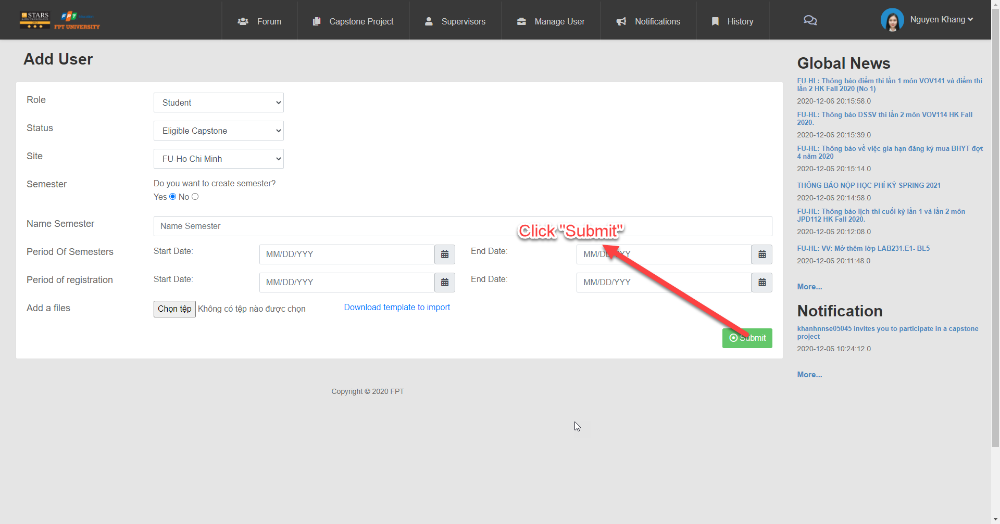 STARS
FPT Education
FPT UNIVERSITY
Forum
Capstone Project
Supervisors
Manage User
Notifications
History
Nguyen Khang
Add User
Role
Student
Status
Eligible Capstone
Site
FU-Ho Chi Minh
Semester
Do you want to create semester?
Yes No
Name Semester
Name Semester
Click "Submit"
Period Of Semesters
Start Date:
MM/DD/YYY
End Date:
MM/DD/YYY
Period of registration
Start Date:
MM/DD/YYY
End Date:
MM/DD/YYY
Add a files
Chọn tệp Không có tệp nào được chọn
Download template to import
Submit
Copyright © 2020 FPT
Global News
FU-HL: Thông báo điểm thi lần 1 môn VOV141 và điểm thi
lần 2 HK Fall 2020 (No 1)
2020-12-06 20:15:58.0
FU-HL: Thông báo DSSV thi lần 2 môn VOV114 HK Fall
2020.
2020-12-06 20:15:39.0
FU-HL: Thông báo về việc gia hạn đăng ký mua BHYT đợt
4 năm 2020
2020-12-06 20:15:14.0
THÔNG BÁO NỘP HỌC PHÍ KỲ SPRING 2021
2020-12-06 20:14:58.0
FU-HL: Thông báo lịch thi cuối kỳ lần 1 và lần 2 môn
JPD112 HK Fall 2020.
2020-12-06 20:12:08.0
FU-HL: VV: Mở thêm lớp LAB231.E1- BL5
2020-12-06 20:11:48.0
More...
Notification
khanhnnse05045 invites you to participate in a capstone
project
2020-12-06 10:24:12.0
More...